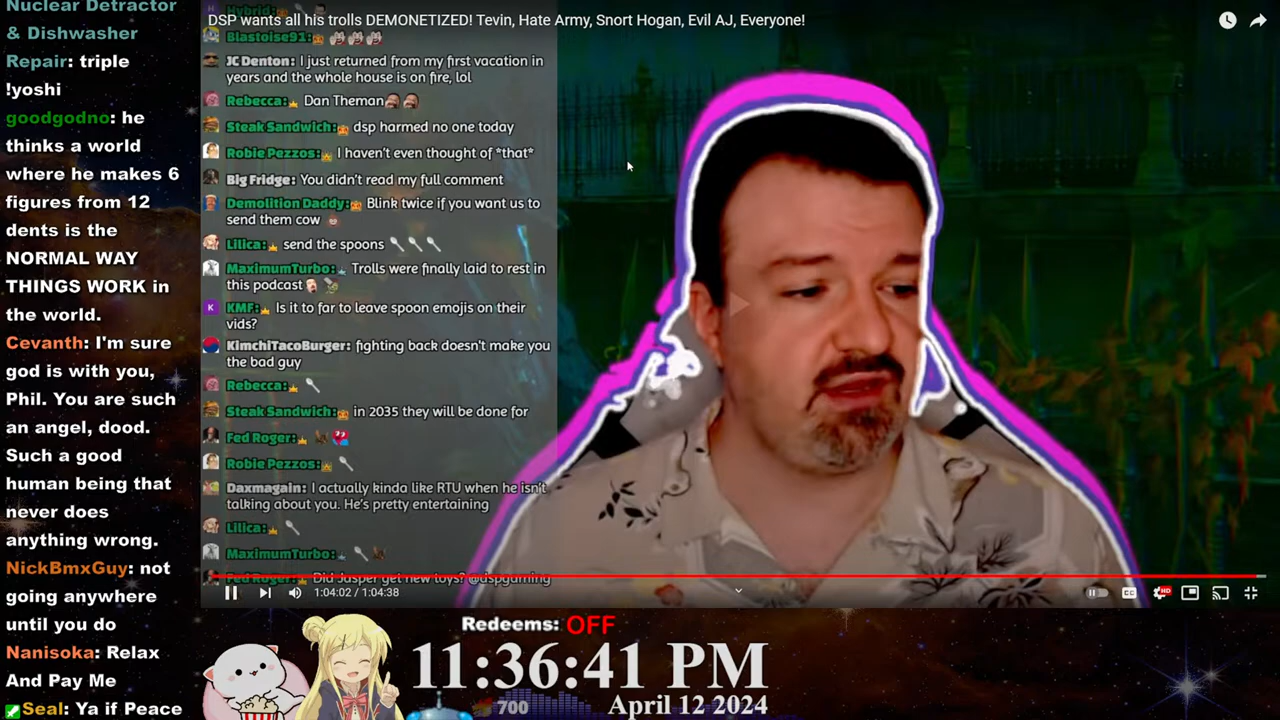 Nuclear Detractor
& Dishwasher
Repair: triple
!yoshi
goodgodno: he
thinks a world
where he makes 6
figures from 12
dents is the
NORMAL WAY
THINGS WORK in
the world.
Cevanth: I'm sure
god is with you,
Phil. You are such
an angel, dood.
Such a good
human being that
never does
anything wrong.
NickBmxGuy: not
going anywhere
until you do
Nanisoka: Relax
And Pay Me
Seal: Ya if Peace
DSP wants all his trolls DEMONETIZED! Tevin, Hate Army, Snort Hogan, Evil AJ, Everyone!
Hybrid:
Blastoise91:
JC Denton: I just returned from my first vacation in
years and the whole house is on fire, lol
Rebecca: Dan Theman
Steak Sandwich: dsp harmed no one today
Robie Pezzos: I haven't even thought of *that*
Big Fridge: You didn't read my full comment
Demolition Daddy: Blink twice if you want us to
send them cow
Lilica: send the spoons
MaximumTurbo: Trolls were finally laid to rest in
this podcast
K KMF: Is it to far to leave spoon emojis on their
vids?
KimchiTacoBurger: fighting back doesn't make you
the bad guy
Rebecca:
Steak Sandwich: in 2035 they will be done for
Fed Roger:
Robie Pezzos:
Daxmagain: I actually kinda like RTU when he isn't
talking about you. He's pretty entertaining
Lilica:
MaximumTurbo:
Fed Roger: Did Jasper get new toys? @dspgaming
1:04:02 / 1:04:38
CC
HD
Redeems: OFF
11:36:41 PM
700
April 12 2024